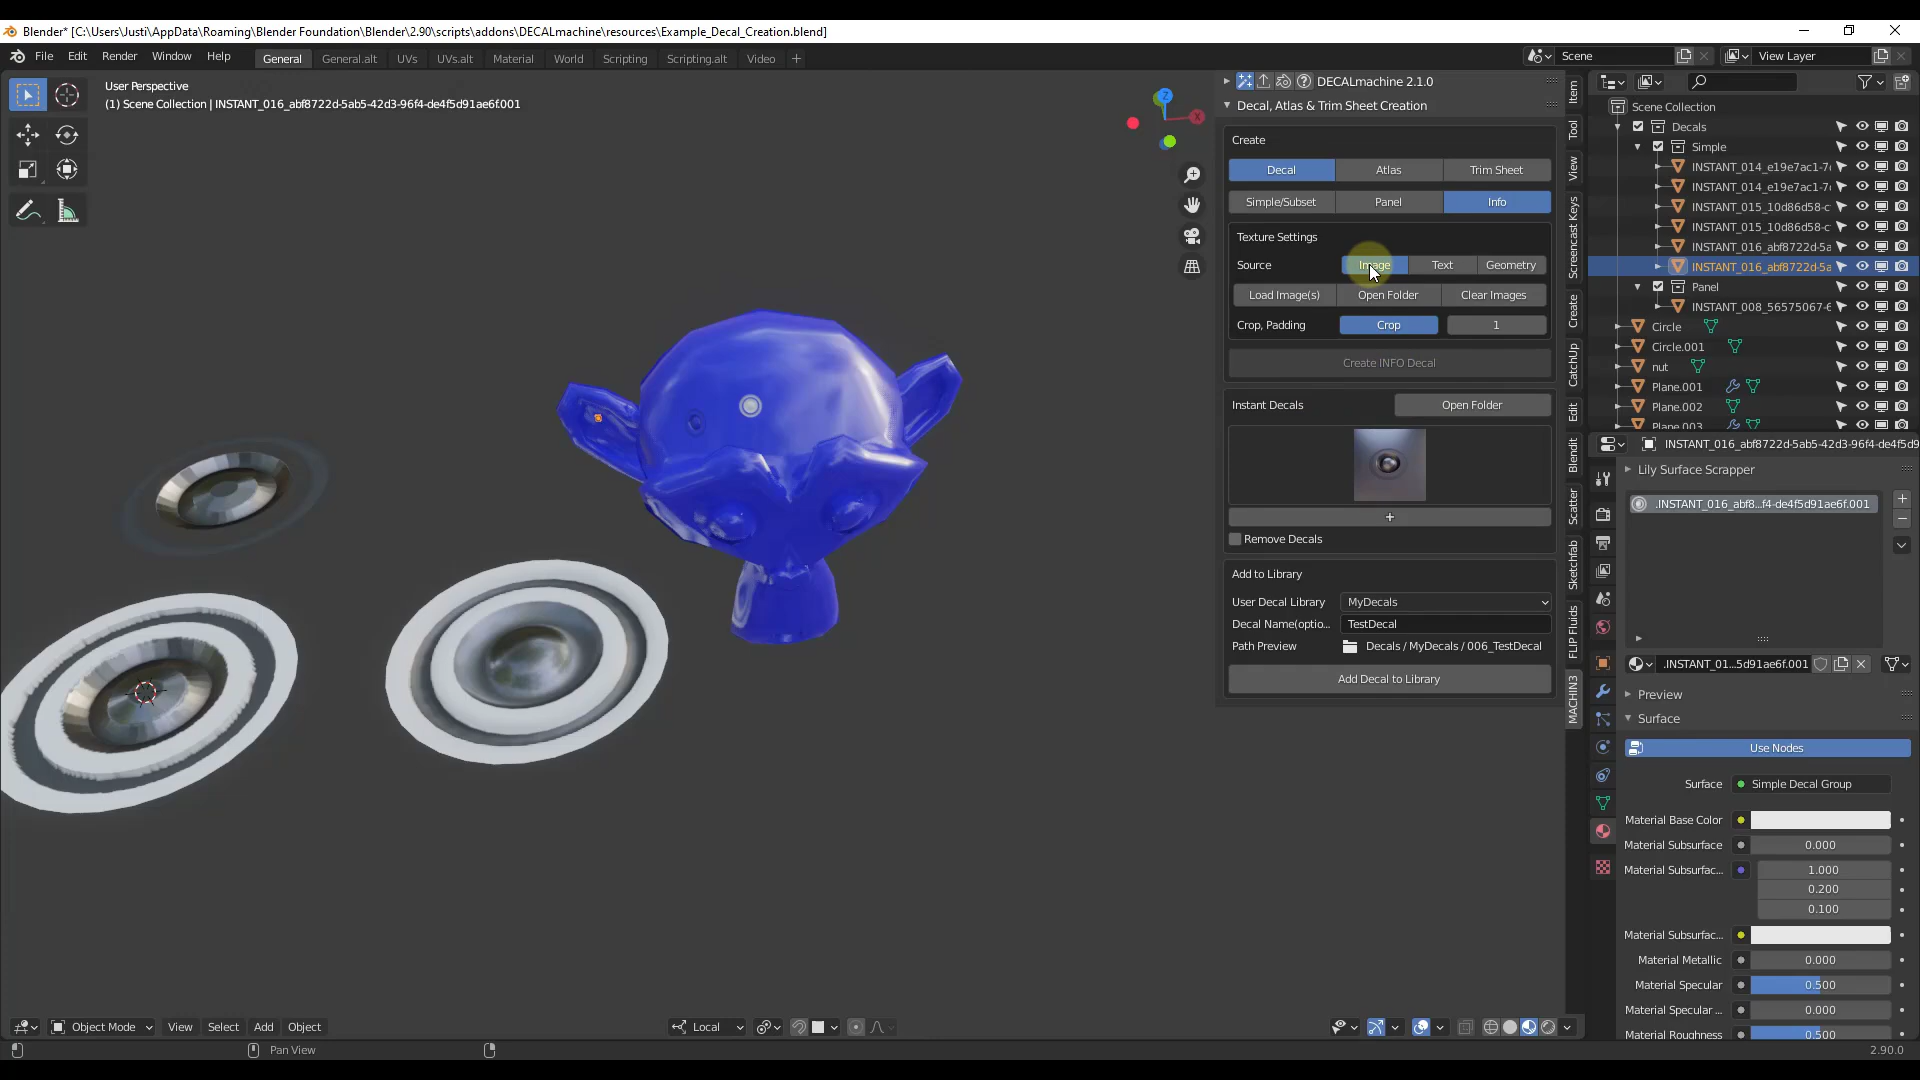 Blender* [C:\Users\Justi\AppData\Roaming\Blender Foundation\Blender\2.90\scripts\addons\DECALmachine\resources\Example_Decal_Creation.blend]
File Edit Render Window Help General General.alt UVs UVs.alt Material World Scripting Scripting.alt Video + Scene View Layer
User Perspective
(1) Scene Collection | INSTANT_016_abf8722d-5ab5-42d3-96f4-de4f5d91ae6f.001
Z
X
DECALmachine 2.1.0
Decal, Atlas & Trim Sheet Creation
Create
Decal Atlas Trim Sheet
Simple/Subset Panel Info
Texture Settings
Source Image Text Geometry
Load Image(s) Open Folder Clear Images
Crop, Padding Crop 1
Create INFO Decal
Instant Decals Open Folder
+
Remove Decals
Add to Library
User Decal Library MyDecals
Decal Name(optio... TestDecal
Path Preview Decals / MyDecals / 006_TestDecal
Add Decal to Library
Item
Tool
View
Screencast Keys
Create
CatchUp
Edit
Blendit
Scatter
Sketchfab
FLIP Fluids
MACHIN3
Scene Collection
Decals
Simple
INSTANT_014_e19e7ac1-7
INSTANT_014_e19e7ac1-7
INSTANT_015_10d86d58-c
INSTANT_015_10d86d58-c
INSTANT_016_abf8722d-5a
INSTANT_016_abf8722d-5a
Panel
INSTANT_008_56575067-6
Circle
Circle.001
nut
Plane.001
Plane.002
Plane.003
INSTANT_016_abf8722d-5ab5-42d3-96f4-de4f5d9
Lily Surface Scrapper
.INSTANT_016_abf8...f4-de4f5d91ae6f.001
.INSTANT_01...5d91ae6f.001
Preview
Surface
Use Nodes
Surface Simple Decal Group
Material Base Color
Material Subsurface 0.000
Material Subsurfac... 1.000
0.200
0.100
Material Subsurfac...
Material Metallic 0.000
Material Specular 0.500
Material Specular ... 0.000
Material Roughness 0.500
Object Mode View Select Add Object Local
Pan View
2.90.0